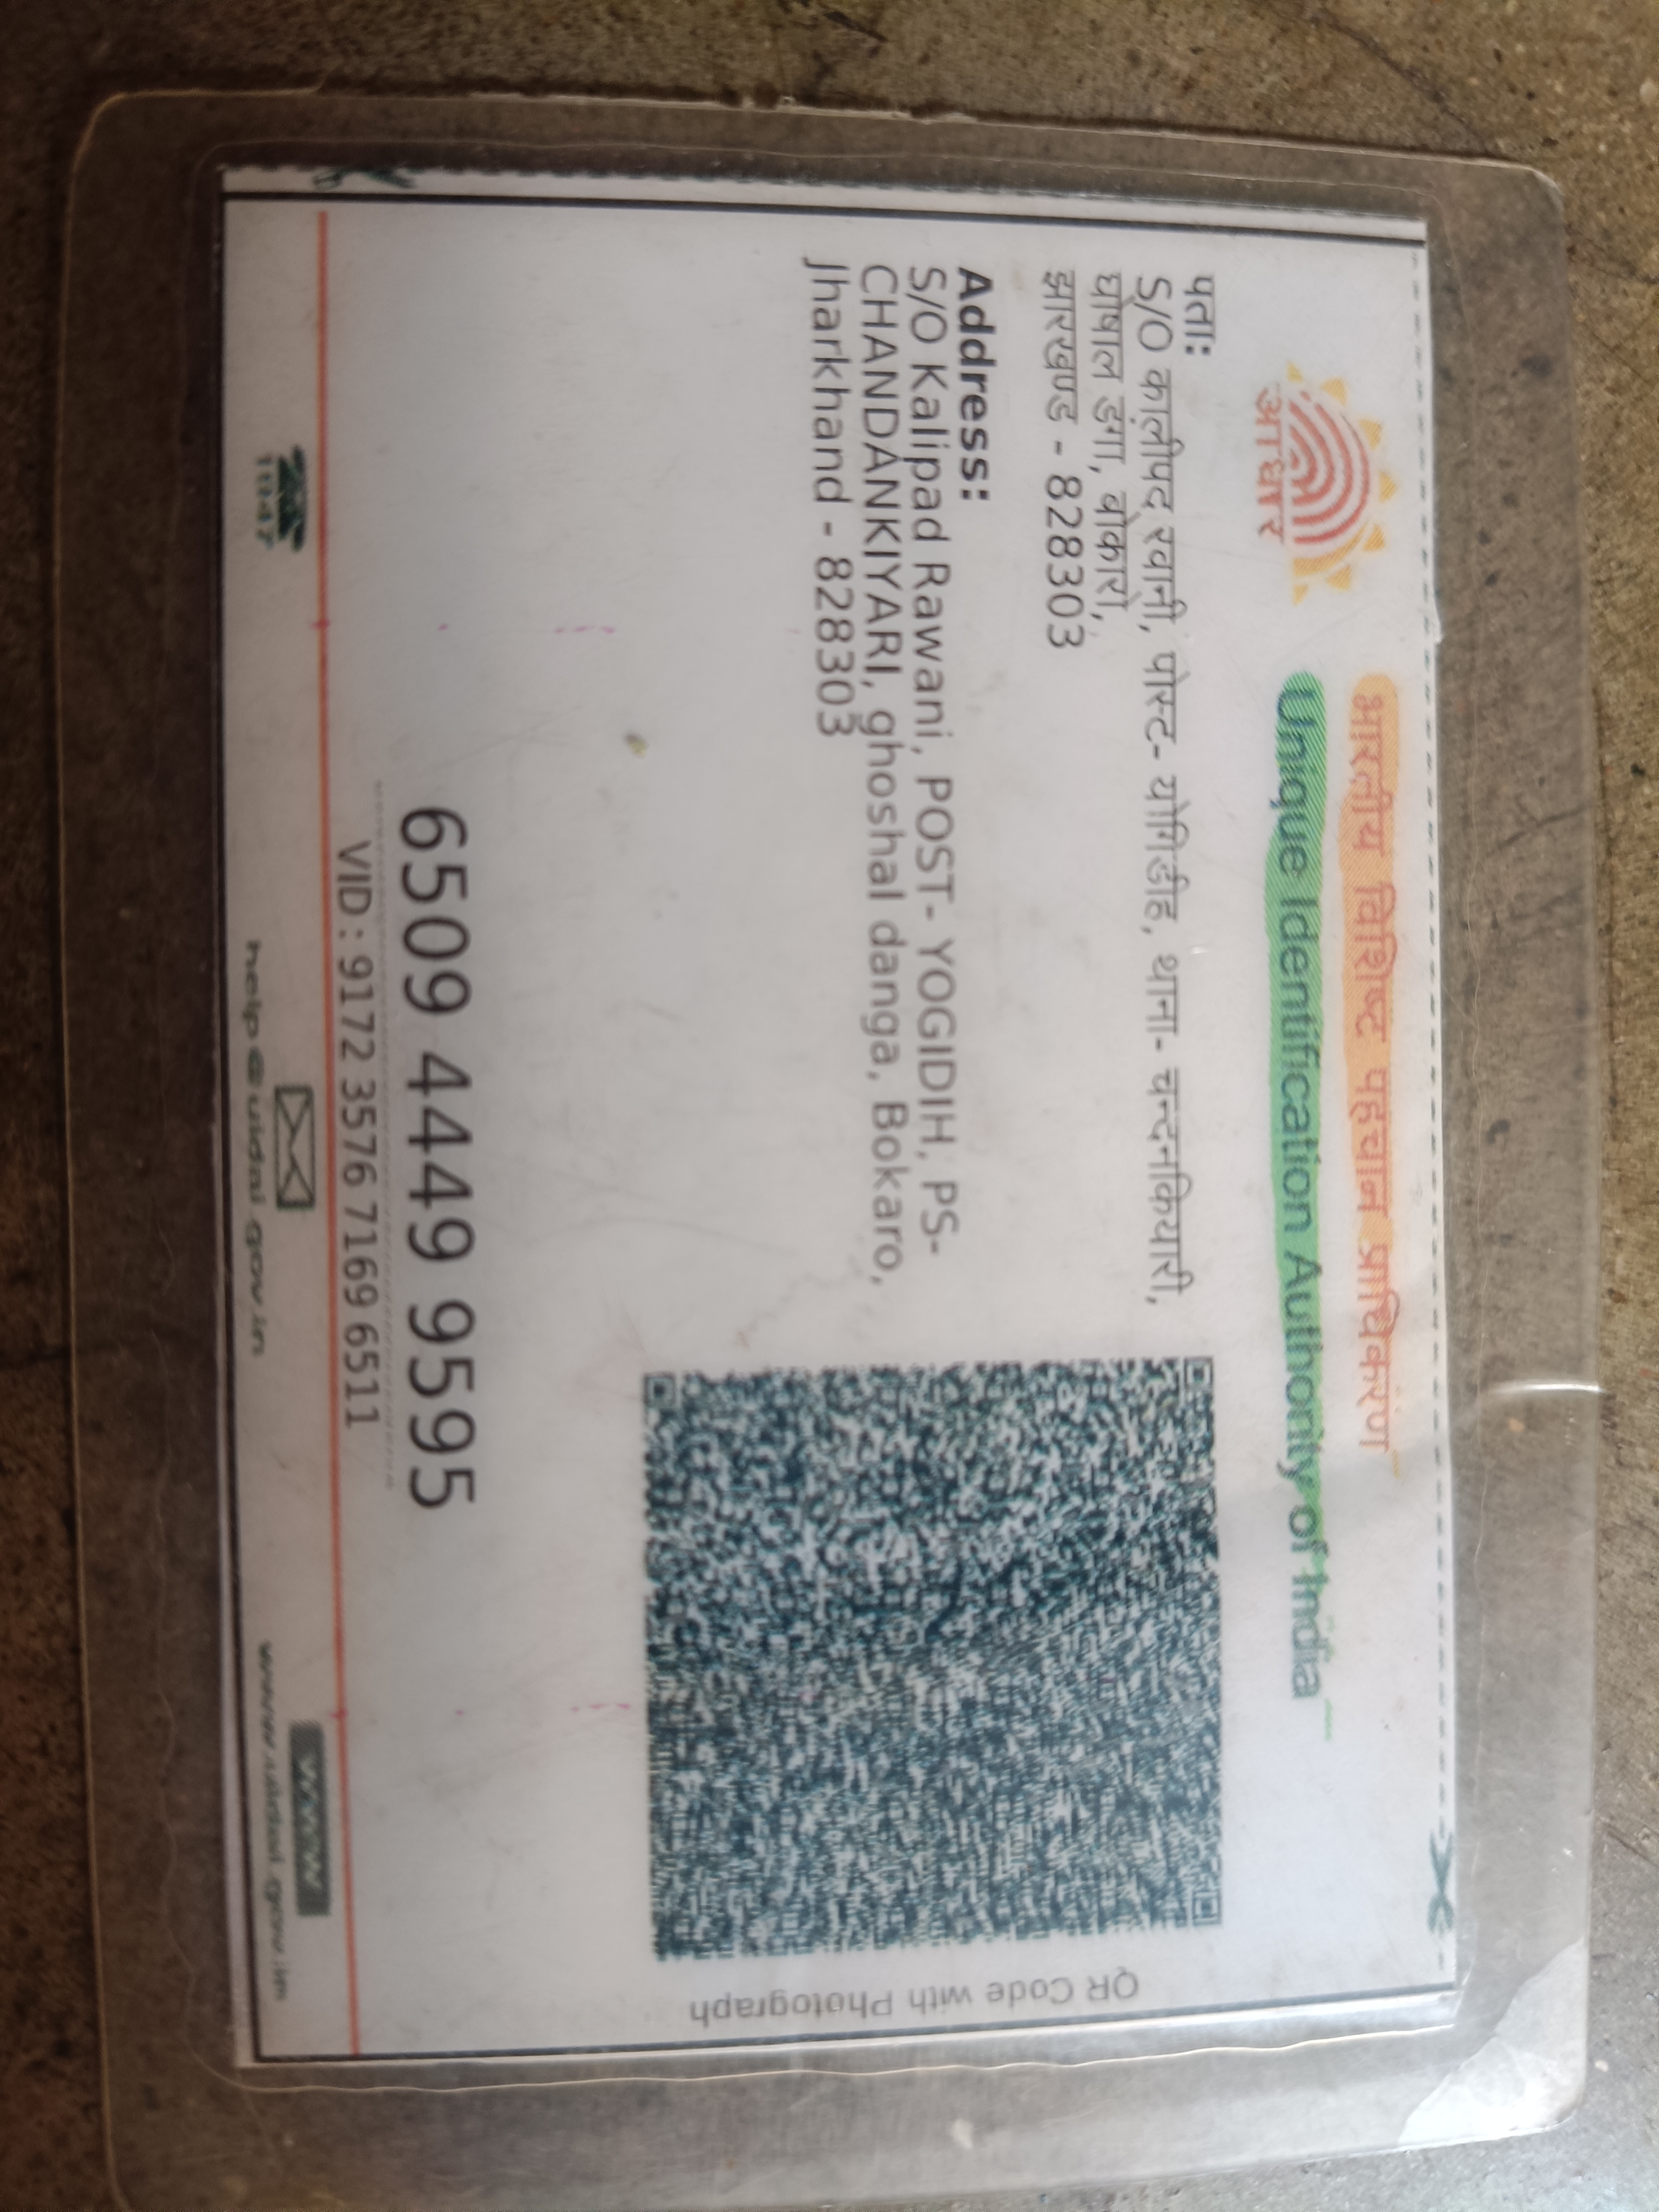 भारतीय विशिष्ट पहचान प्राधिकरण
Unique Identification Authority of India
आधार
पता:
S/O कालीपद रवानी, पोस्ट- योगिडीह, थाना- चन्दनकियारी,
घोषाल डंगा, बोकारो,
झारखण्ड - 828303
Address:
S/O Kalipad Rawani, POST- YOGIDIH, PS-
CHANDANKIYARI, ghoshal danga, Bokaro,
Jharkhand - 828303
QR Code with Photograph
6509 4449 9595
VID : 9172 3576 7169 6511
1947
help@uidai.gov.in
www
www.uidai.gov.in